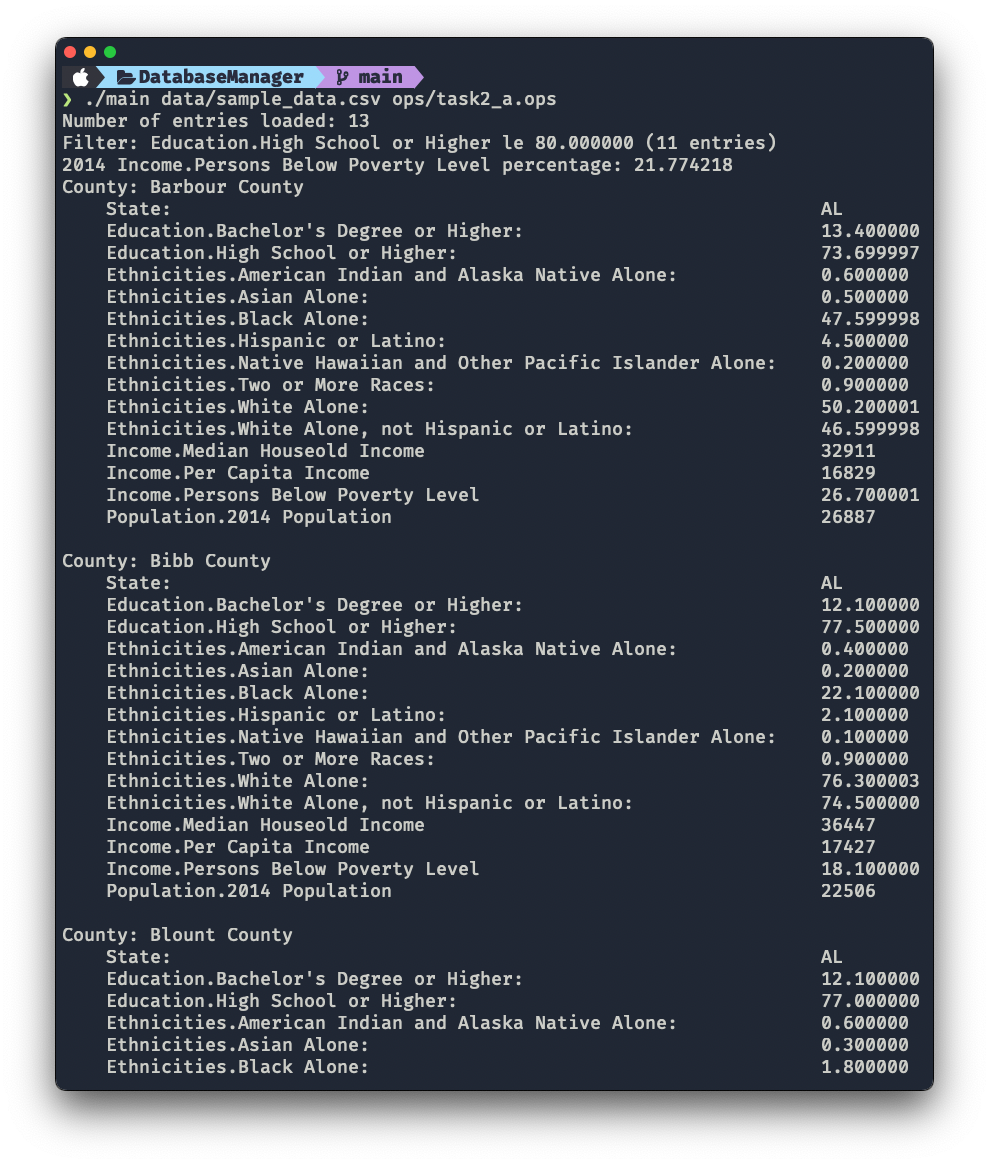 DatabaseManager main
❯ ./main data/sample_data.csv ops/task2_a.ops
Number of entries loaded: 13
Filter: Education.High School or Higher le 80.000000 (11 entries)
2014 Income.Persons Below Poverty Level percentage: 21.774218
County: Barbour County
State: AL
Education.Bachelor's Degree or Higher: 13.400000
Education.High School or Higher: 73.699997
Ethnicities.American Indian and Alaska Native Alone: 0.600000
Ethnicities.Asian Alone: 0.500000
Ethnicities.Black Alone: 47.599998
Ethnicities.Hispanic or Latino: 4.500000
Ethnicities.Native Hawaiian and Other Pacific Islander Alone: 0.200000
Ethnicities.Two or More Races: 0.900000
Ethnicities.White Alone: 50.200001
Ethnicities.White Alone, not Hispanic or Latino: 46.599998
Income.Median Houseold Income 32911
Income.Per Capita Income 16829
Income.Persons Below Poverty Level 26.700001
Population.2014 Population 26887
County: Bibb County
State: AL
Education.Bachelor's Degree or Higher: 12.100000
Education.High School or Higher: 77.500000
Ethnicities.American Indian and Alaska Native Alone: 0.400000
Ethnicities.Asian Alone: 0.200000
Ethnicities.Black Alone: 22.100000
Ethnicities.Hispanic or Latino: 2.100000
Ethnicities.Native Hawaiian and Other Pacific Islander Alone: 0.100000
Ethnicities.Two or More Races: 0.900000
Ethnicities.White Alone: 76.300003
Ethnicities.White Alone, not Hispanic or Latino: 74.500000
Income.Median Houseold Income 36447
Income.Per Capita Income 17427
Income.Persons Below Poverty Level 18.100000
Population.2014 Population 22506
County: Blount County
State: AL
Education.Bachelor's Degree or Higher: 12.100000
Education.High School or Higher: 77.000000
Ethnicities.American Indian and Alaska Native Alone: 0.600000
Ethnicities.Asian Alone: 0.300000
Ethnicities.Black Alone: 1.800000